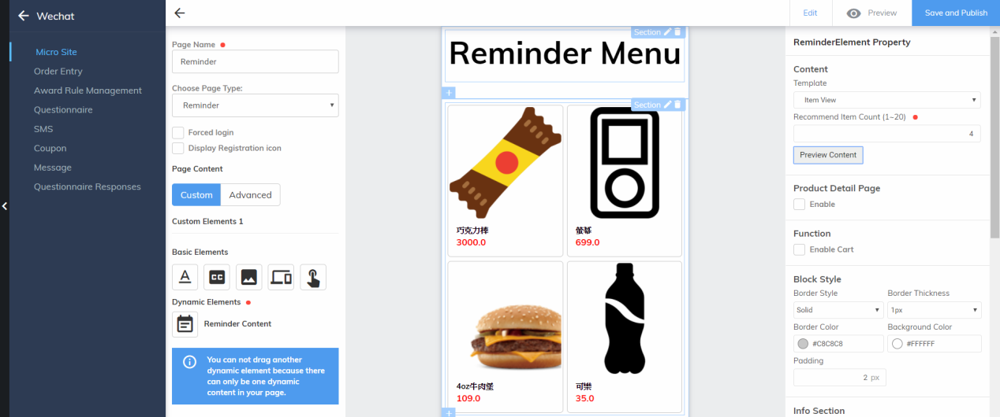 Wechat
Micro Site
Order Entry
Award Rule Management
Questionnaire
SMS
Coupon
Message
Questionnaire Responses
Edit
Preview
Save and Publish
Page Name
Reminder
Choose Page Type:
Reminder
Forced login
Display Registration icon
Page Content
Custom
Advanced
Custom Elements 1
Basic Elements
A
CC
Dynamic Elements
Reminder Content
You can not drag another
dynamic element because there
can only be one dynamic
content in your page.
Section
Reminder Menu
Section
巧克力棒
3000.0
螢幕
699.0
4oz牛肉堡
109.0
可樂
35.0
ReminderElement Property
Content
Template
Item View
Recommend Item Count (1~20)
4
Preview Content
Product Detail Page
Enable
Function
Enable Cart
Block Style
Border Style
Border Thickness
Solid
1px
Border Color
Background Color
#C8C8C8
#FFFFFF
Padding
2 px
Info Section